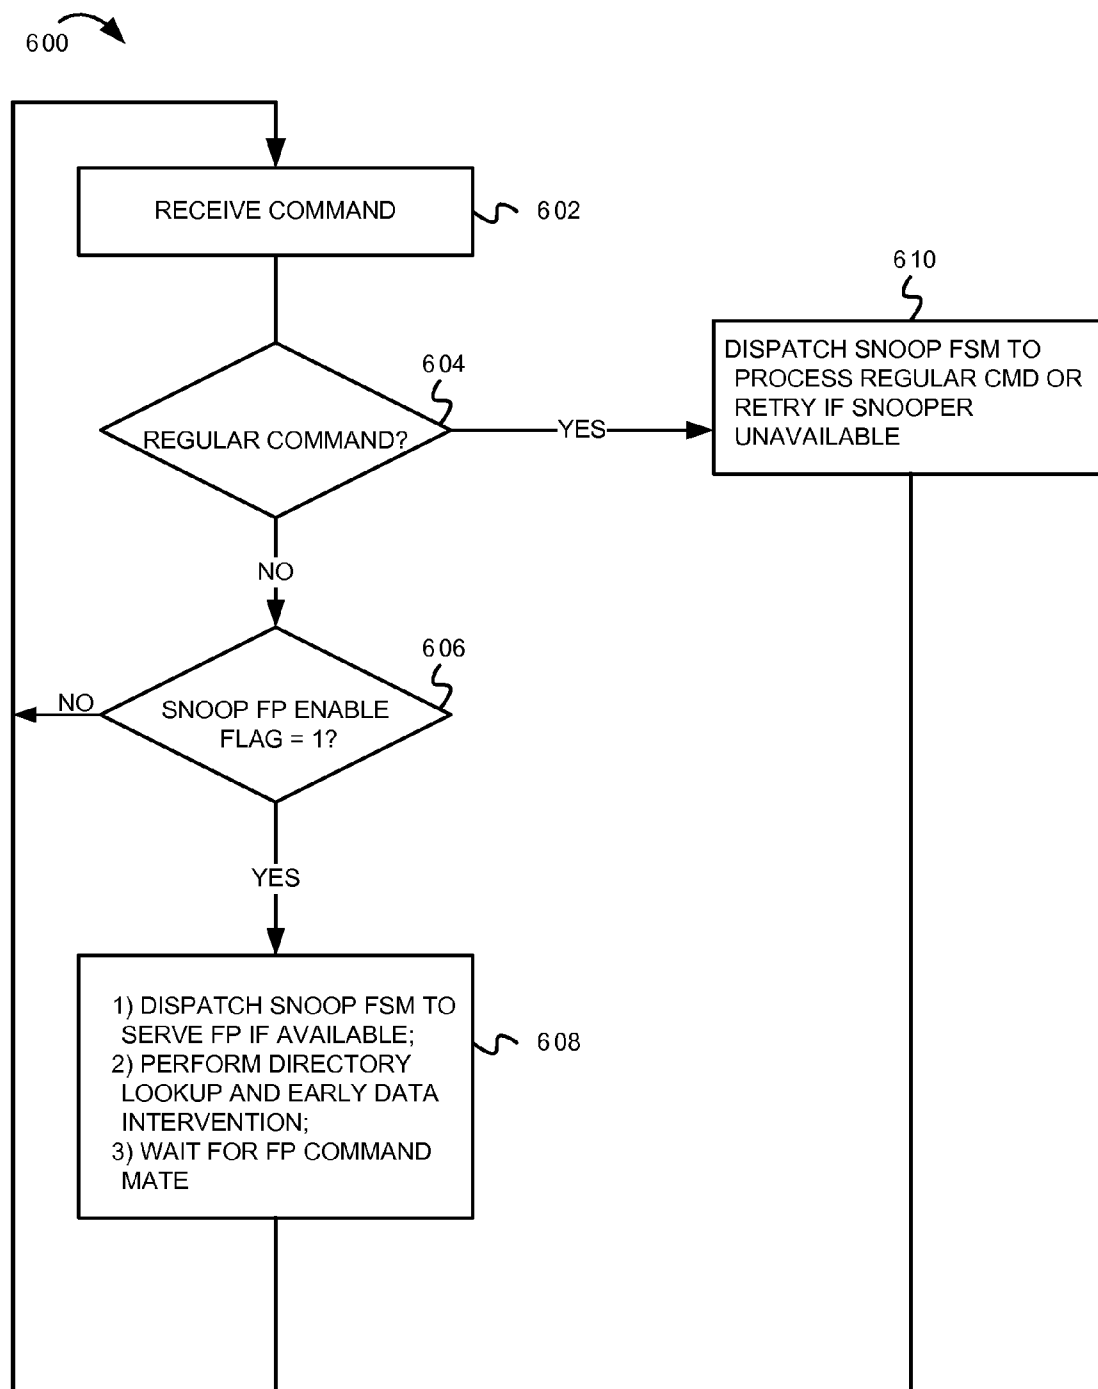 600
RECEIVE COMMAND
602
610
DISPATCH SNOOP FSM TO
PROCESS REGULAR CMD OR
RETRY IF SNOOPER
UNAVAILABLE
604
REGULAR COMMAND?
YES
NO
606
SNOOP FP ENABLE
FLAG = 1?
NO
YES
1) DISPATCH SNOOP FSM TO
SERVE FP IF AVAILABLE;
2) PERFORM DIRECTORY
LOOKUP AND EARLY DATA
INTERVENTION;
3) WAIT FOR FP COMMAND
MATE
608